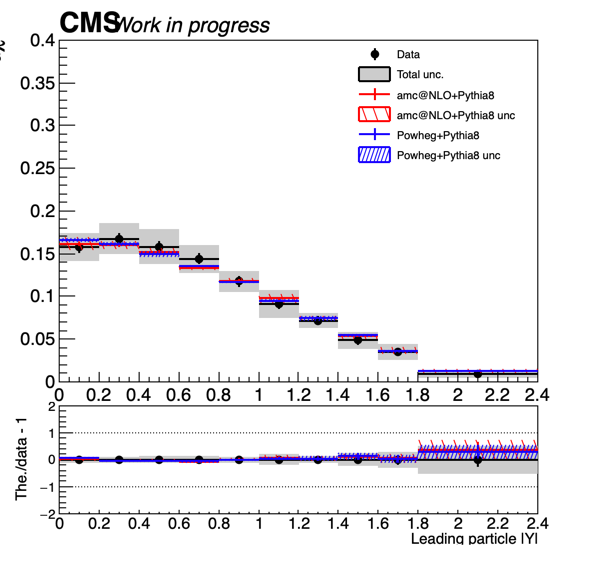 CMS Work in progress
%
0.4
0.35
0.3
0.25
0.2
0.15
0.1
0.05
0
Data
Total unc.
amc@NLO+Pythia8
amc@NLO+Pythia8 unc
Powheg+Pythia8
Powheg+Pythia8 unc
0 0.2 0.4 0.6 0.8 1 1.2 1.4 1.6 1.8 2 2.2 2.4
The./data - 1
2
1
0
−1
−2
0 0.2 0.4 0.6 0.8 1 1.2 1.4 1.6 1.8 2 2.2 2.4
Leading particle |Y|